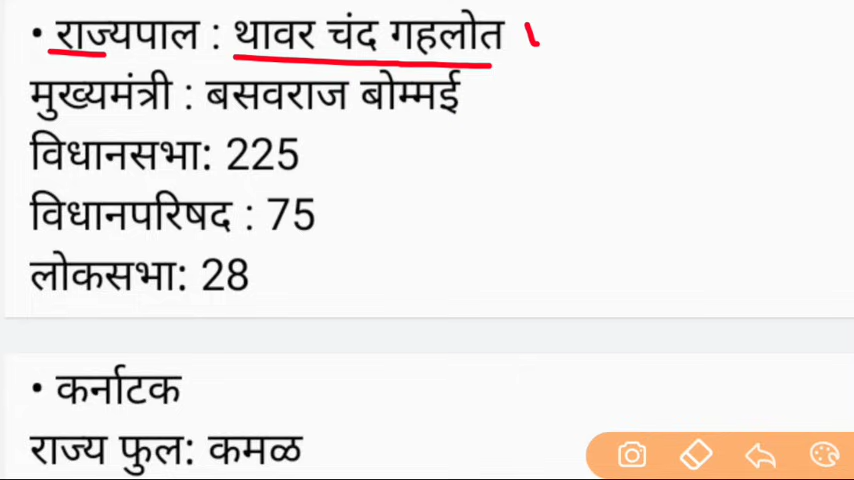 • राज्यपाल : थावर चंद गहलोत
मुख्यमंत्री : बसवराज बोम्मई
विधानसभा: 225
विधानपरिषद : 75
लोकसभा: 28
• कर्नाटक
राज्य फुल: कमळ